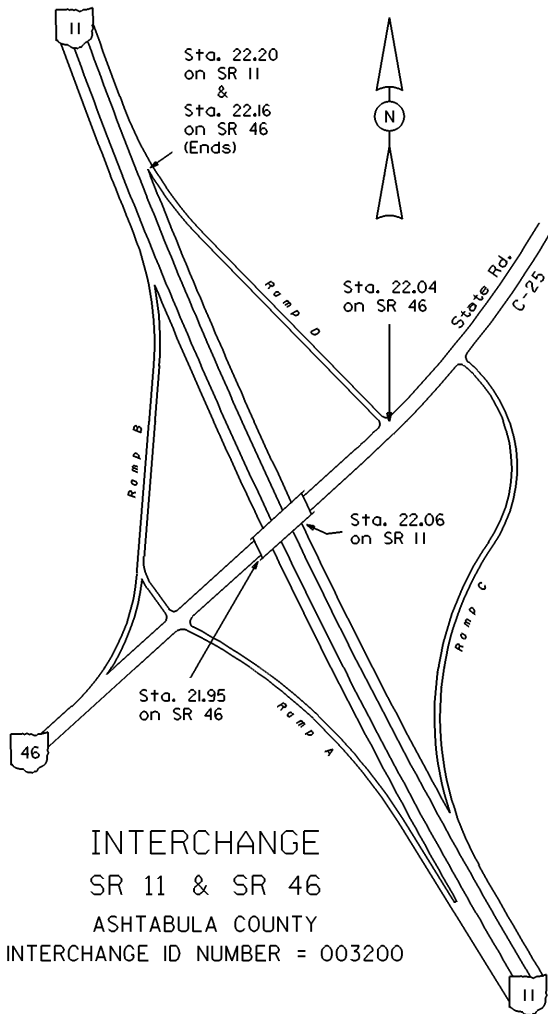 11
Sta. 22.20
on SR 11
&
Sta. 22.16
on SR 46
(Ends)
N
Ramp D
Sta. 22.04
on SR 46
State Rd.
C-25
Ramp B
Sta. 22.06
on SR 11
Ramp C
Sta. 21.95
on SR 46
Ramp A
46
INTERCHANGE
SR 11 & SR 46
ASHTABULA COUNTY
INTERCHANGE ID NUMBER = 003200
11